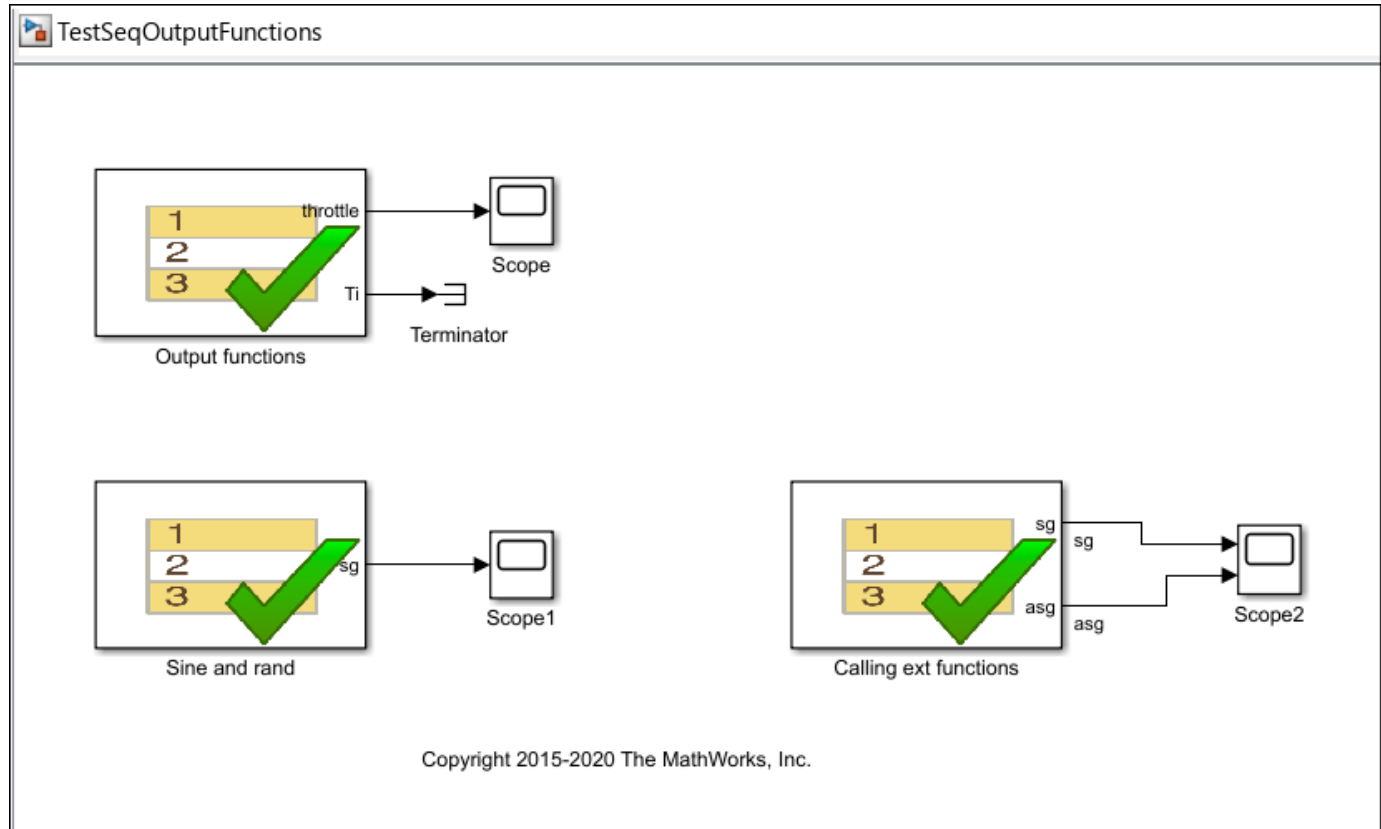 TestSeqOutputFunctions
1
2
3
throttle
Ti
Output functions
Scope
Terminator
1
2
3
sg
Sine and rand
Scope1
1
2
3
sg
asg
Calling ext functions
sg
asg
Scope2
Copyright 2015-2020 The MathWorks, Inc.